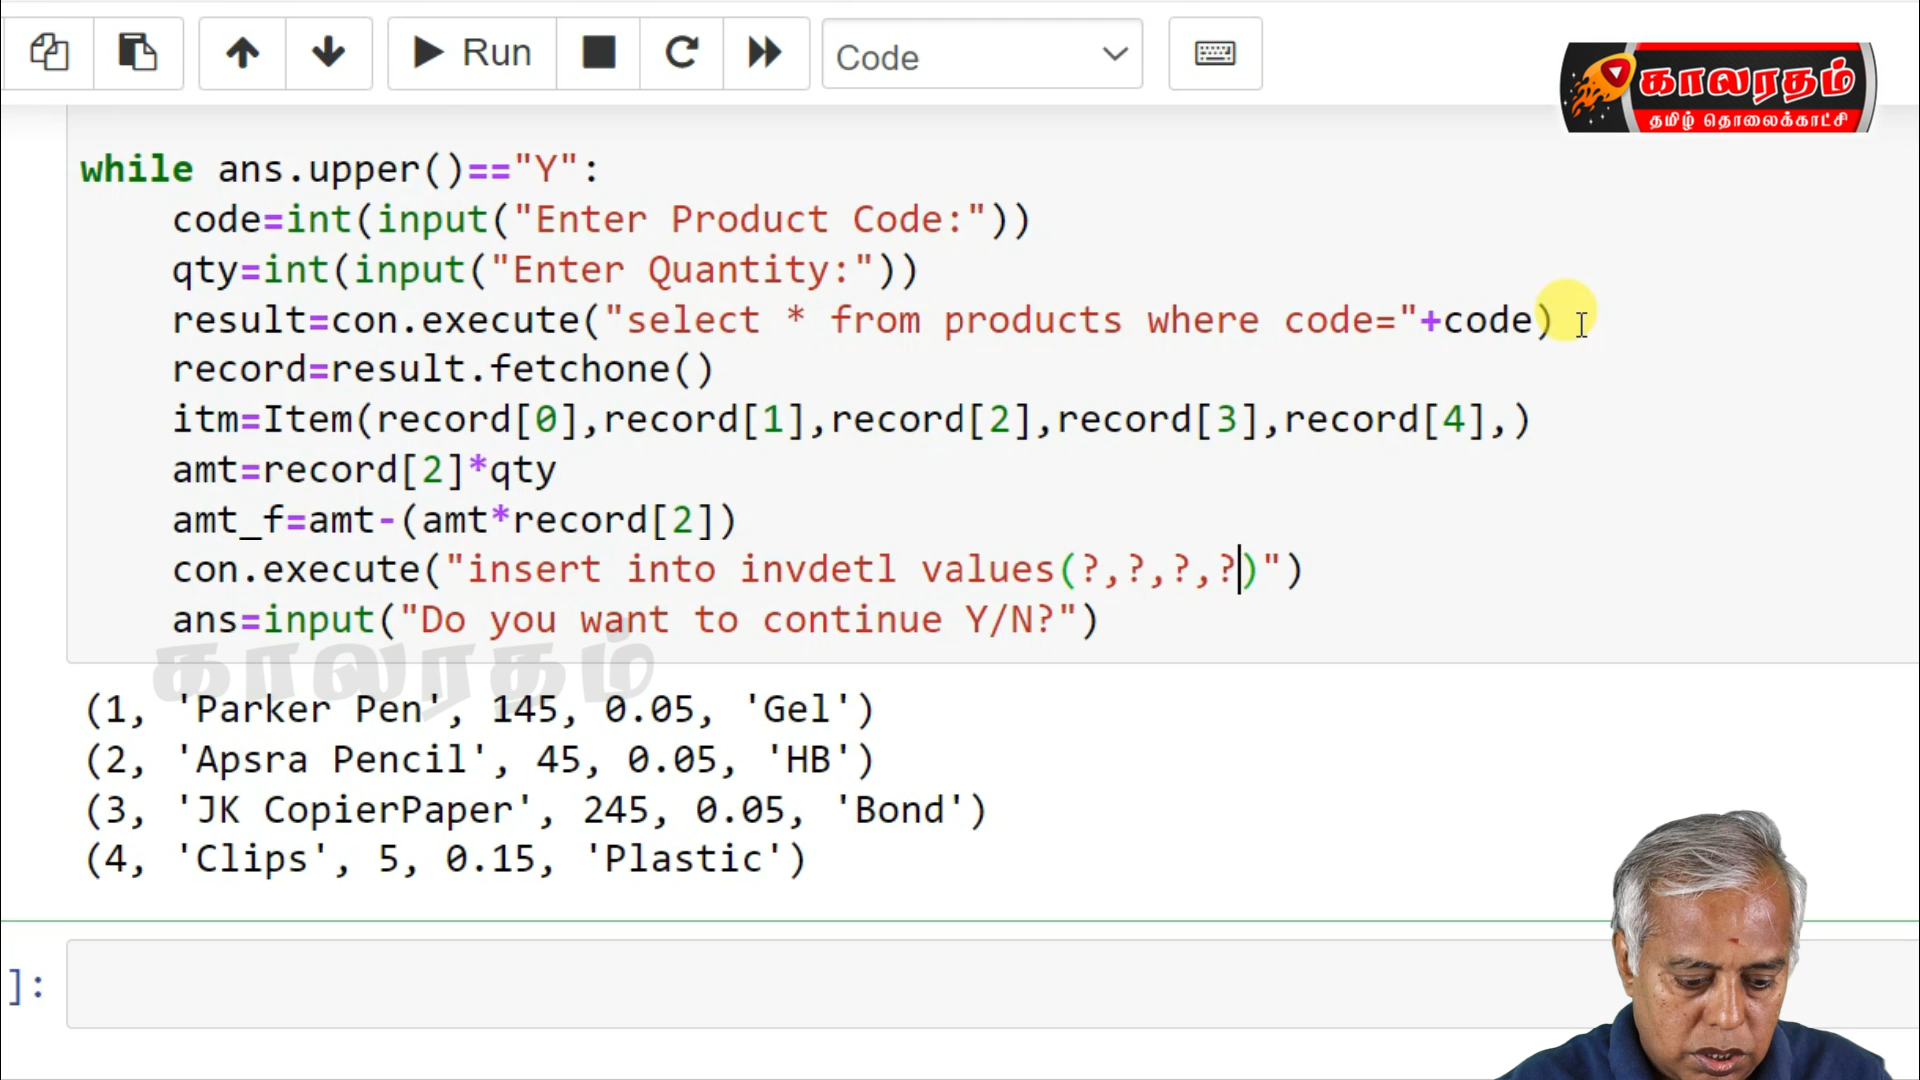 Run
Code
காலரதம்
தமிழ் தொலைக்காட்சி
while ans.upper()=="Y":
code=int(input("Enter Product Code:"))
qty=int(input("Enter Quantity:"))
result=con.execute("select * from products where code="+code)
record=result.fetchone()
itm=Item(record[0],record[1],record[2],record[3],record[4],)
amt=record[2]*qty
amt_f=amt-(amt*record[2])
con.execute("insert into invdetl values(?,?,?,?)")
ans=input("Do you want to continue Y/N?")
காலரதம்
(1, 'Parker Pen', 145, 0.05, 'Gel')
(2, 'Apsra Pencil', 45, 0.05, 'HB')
(3, 'JK CopierPaper', 245, 0.05, 'Bond')
(4, 'Clips', 5, 0.15, 'Plastic')
]: